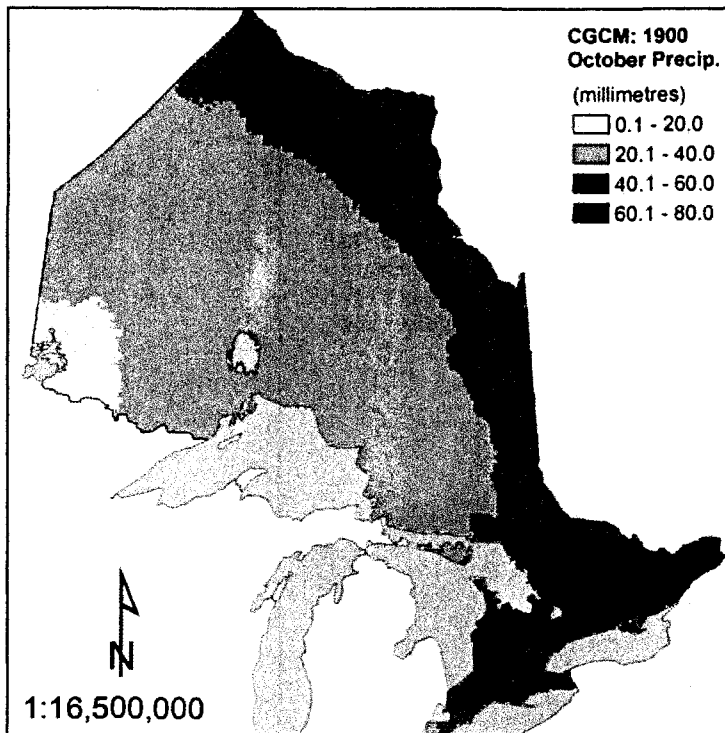 CGCM: 1900
October Precip.
(millimetres)
0.1 - 20.0
20.1 - 40.0
40.1 - 60.0
60.1 - 80.0
N
1:16,500,000